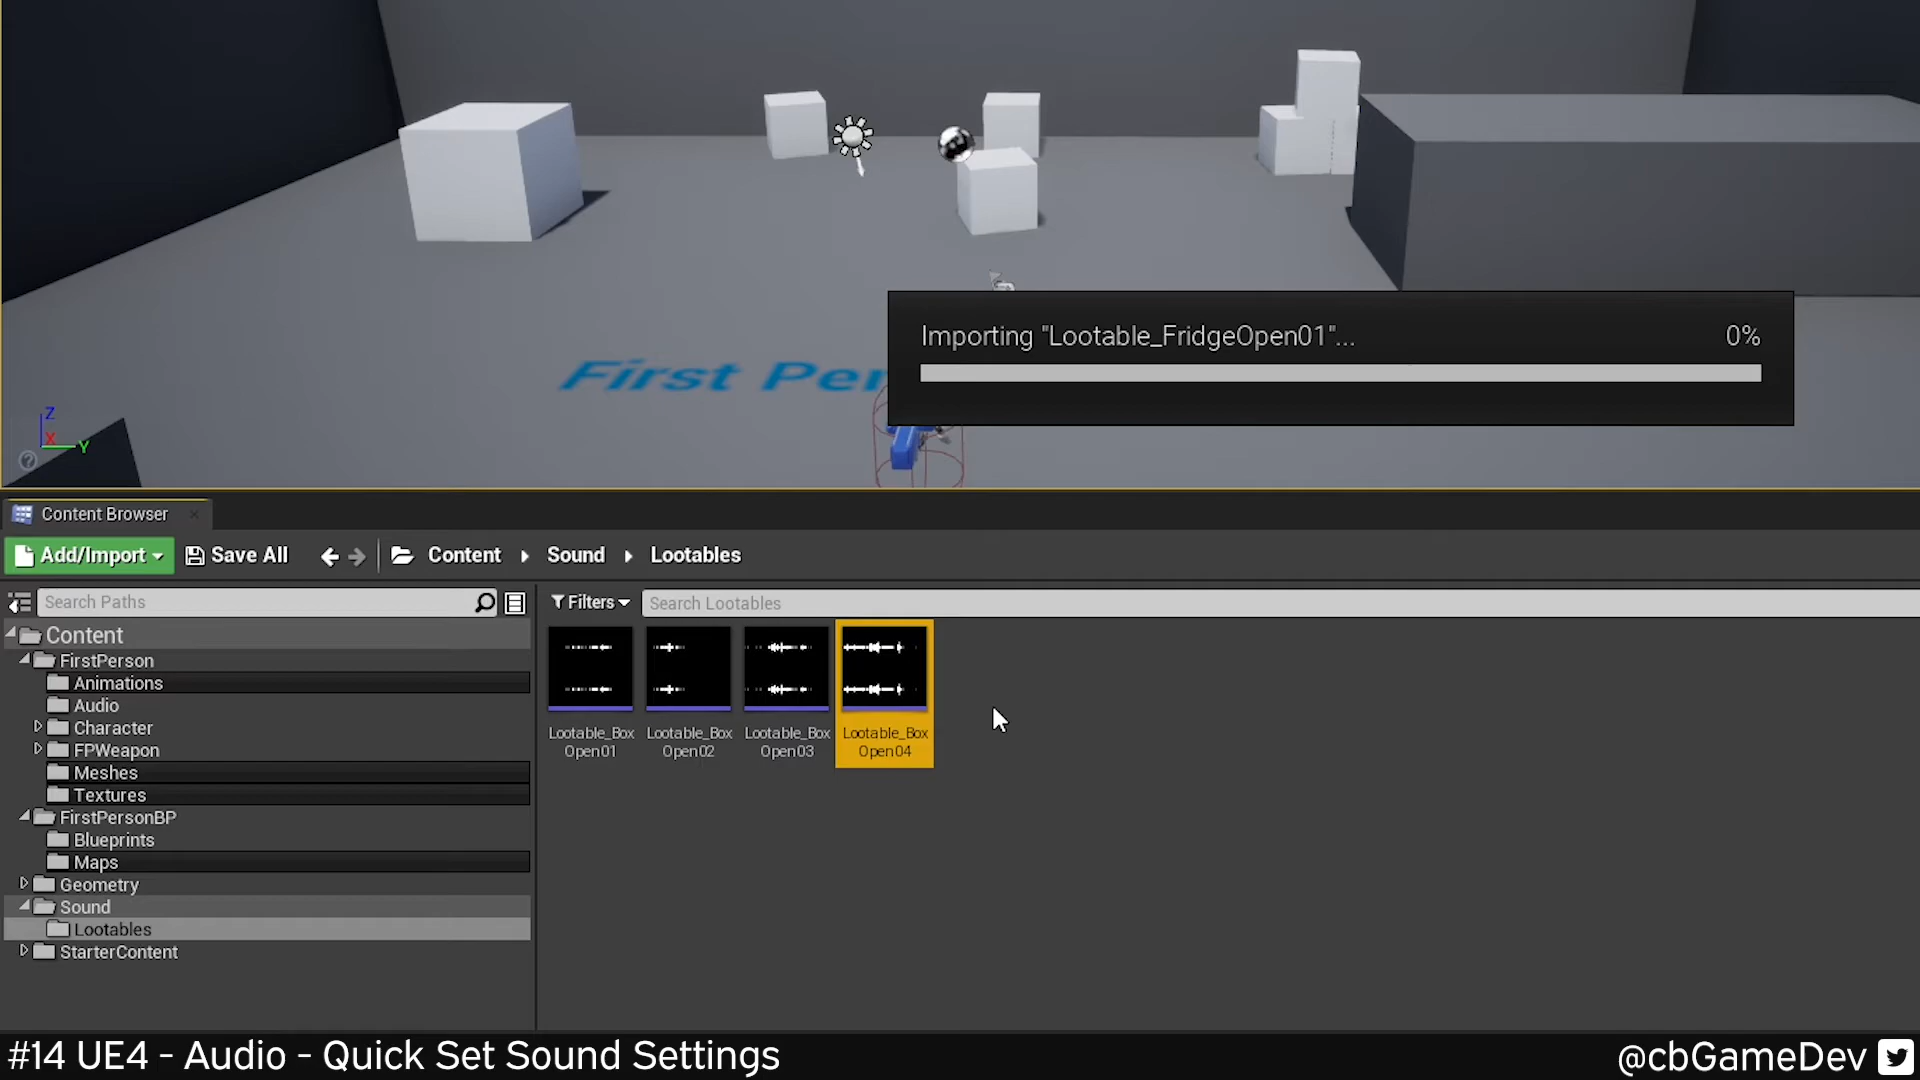 Importing "Lootable_FridgeOpen01"...
0%
First Per
Z
X
Y
Content Browser
Add/Import
Save All
Content
Sound
Lootables
Search Paths
Filters
Search Lootables
Content
FirstPerson
Animations
Audio
Character
FPWeapon
Meshes
Textures
FirstPersonBP
Blueprints
Maps
Geometry
Sound
Lootables
StarterContent
Lootable_Box
Open01
Lootable_Box
Open02
Lootable_Box
Open03
Lootable_Box
Open04
#14 UE4 - Audio - Quick Set Sound Settings
@cbGameDev